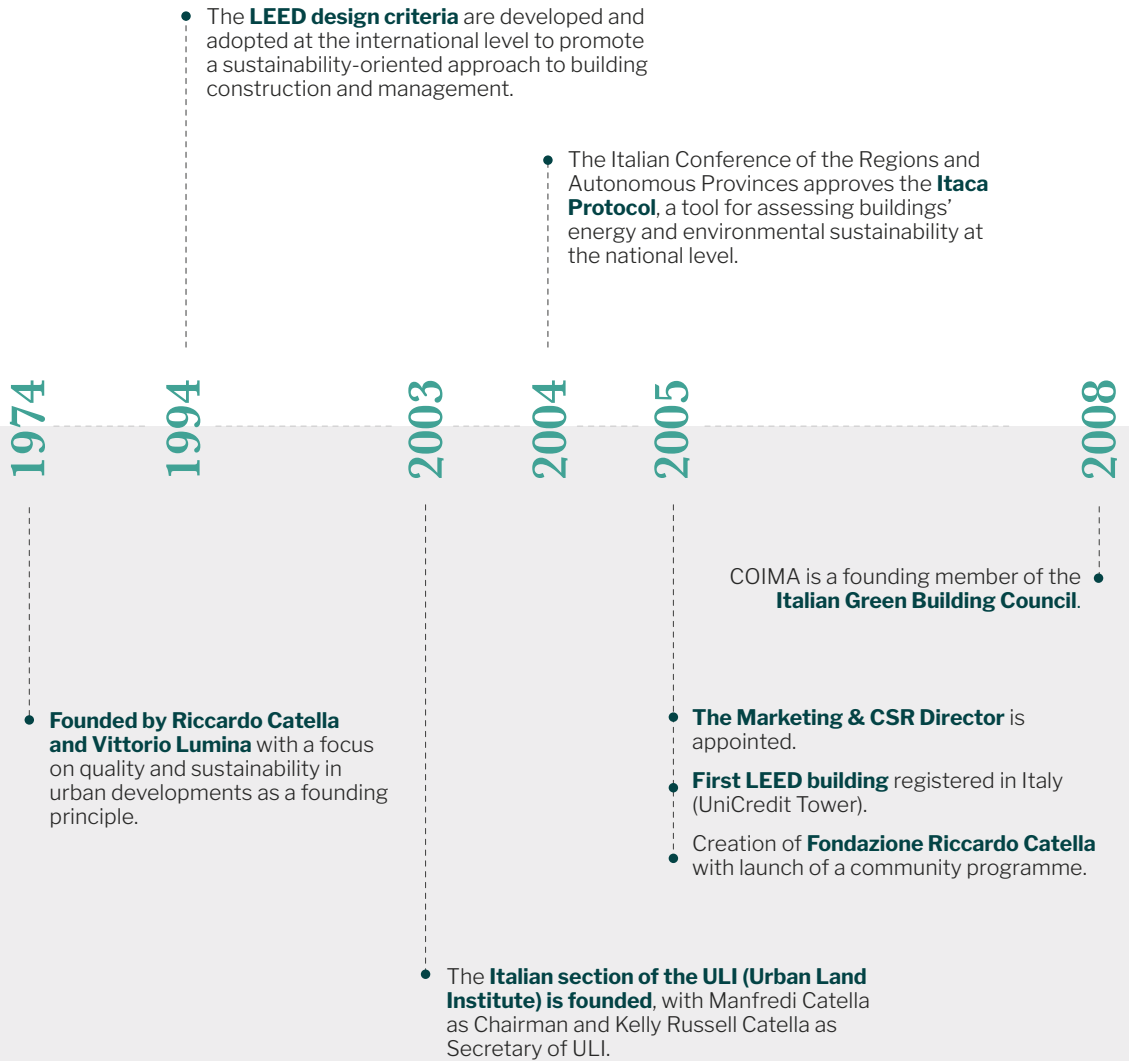 The LEED design criteria are developed and
adopted at the international level to promote
a sustainability-oriented approach to building
construction and management.
The Italian Conference of the Regions and
Autonomous Provinces approves the Itaca
Protocol, a tool for assessing buildings’
energy and environmental sustainability at
the national level.
1974
1994
2003
2004
2005
2008
COIMA is a founding member of the
Italian Green Building Council.
Founded by Riccardo Catella
and Vittorio Lumina with a focus
on quality and sustainability in
urban developments as a founding
principle.
The Marketing & CSR Director is
appointed.
First LEED building registered in Italy
(UniCredit Tower).
Creation of Fondazione Riccardo Catella
with launch of a community programme.
The Italian section of the ULI (Urban Land
Institute) is founded, with Manfredi Catella
as Chairman and Kelly Russell Catella as
Secretary of ULI.